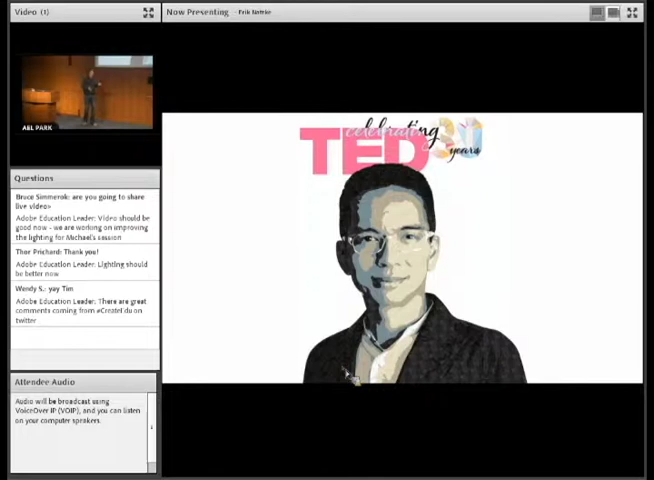 Video (1)
Now Presenting - Erik Natzke
AEL PARK
celebrating
TED
30
years
Questions
Bruce Simmerok: are you going to share
live video>
Adobe Education Leader: Video should be
good now - we are working on improving
the lighting for Michael's session
Thor Prichard: Thank you!
Adobe Education Leader: Lighting should
be better now
Wendy S.: yay Tim
Adobe Education Leader: There are great
comments coming from #CreateEdu on
twitter
Attendee Audio
Audio will be broadcast using
VoiceOver IP (VOIP), and you can listen
on your computer speakers.